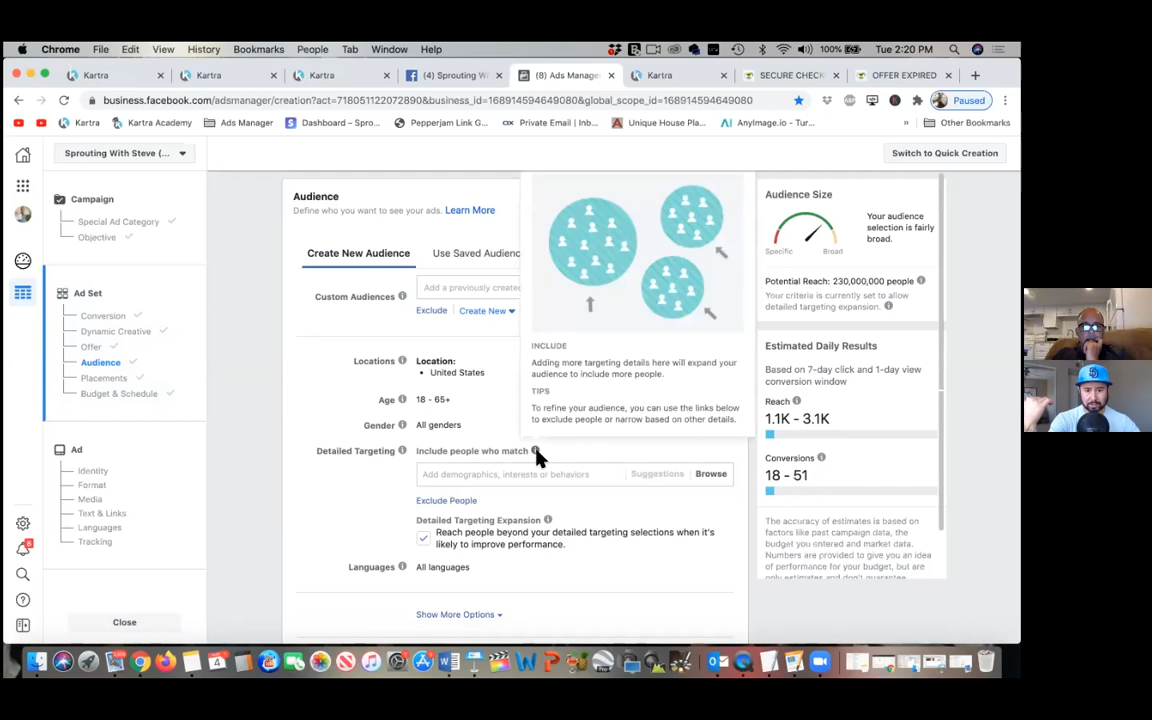 Chrome File Edit View History Bookmarks People Tab Window Help 100% Tue 2:20 PM
Kartra Kartra Kartra (4) Sprouting Wi (8) Ads Manage Kartra SECURE CHECK OFFER EXPIRED
business.facebook.com/adsmanager/creation?act=718051122072890&business_id=168914594649080&global_scope_id=168914594649080 Paused
Kartra Kartra Academy Ads Manager Dashboard – Spro... Pepperjam Link G... Private Email | Inb... Unique House Pla... AnyImage.io - Tur... » Other Bookmarks
Sprouting With Steve (...
Switch to Quick Creation
Campaign
Special Ad Category
Objective
Ad Set
Conversion
Dynamic Creative
Offer
Audience
Placements
Budget & Schedule
Ad
Identity
Format
Media
Text & Links
Languages
Tracking
Close
8
Audience
Define who you want to see your ads. Learn More
Create New Audience Use Saved Audienc
Custom Audiences Add a previously created
Exclude Create New
Locations Location:
• United States
Age 18 - 65+
Gender All genders
Detailed Targeting Include people who match
Add demographics, interests or behaviors Suggestions Browse
Exclude People
Detailed Targeting Expansion
Reach people beyond your detailed targeting selections when it's
likely to improve performance.
Languages All languages
Show More Options
INCLUDE
Adding more targeting details here will expand your
audience to include more people.
TIPS
To refine your audience, you can use the links below
to exclude people or narrow based on other details.
Audience Size
Your audience
selection is fairly
broad.
Specific Broad
Potential Reach: 230,000,000 people
Your criteria is currently set to allow
detailed targeting expansion.
Estimated Daily Results
Based on 7-day click and 1-day view
conversion window
Reach
1.1K - 3.1K
Conversions
18 - 51
The accuracy of estimates is based on
factors like past campaign data, the
budget you entered and market data.
Numbers are provided to give you an idea
of performance for your budget, but are
only estimates and don't guarantee
4